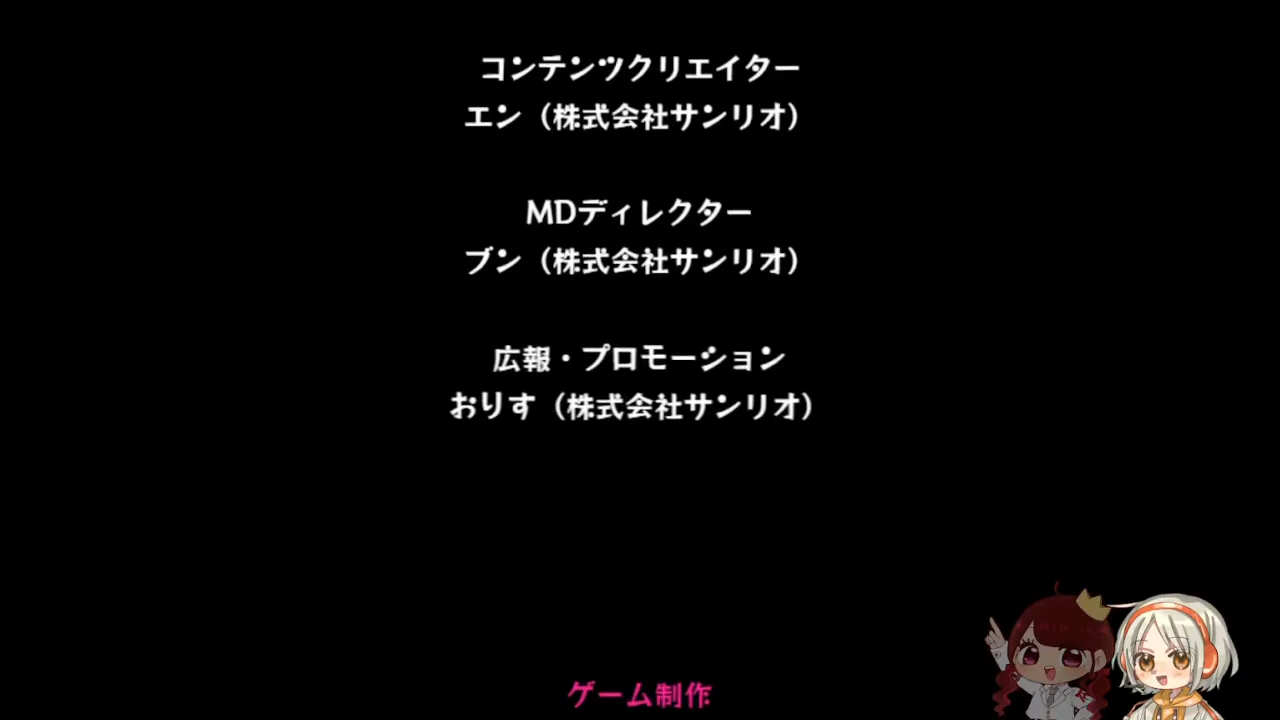 コンテンツクリエイター
エン（株式会社サンリオ）
MDディレクター
ブン（株式会社サンリオ）
広報・プロモーション
おりす（株式会社サンリオ）
ゲーム制作